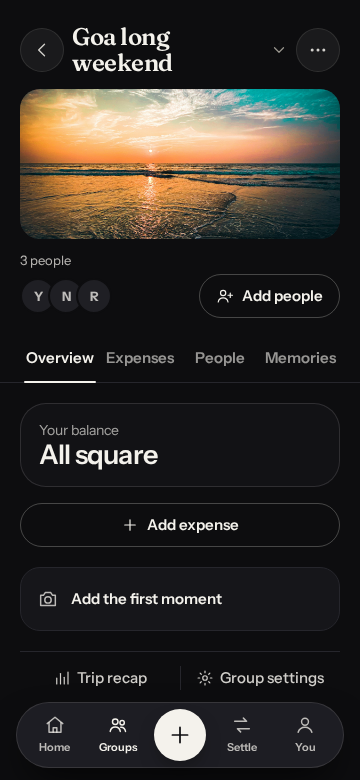 Goa long
weekend
3 people
Y N R
Add people
Overview Expenses People Memories
Your balance
All square
Add expense
Add the first moment
Trip recap Group settings
Home Groups Settle You